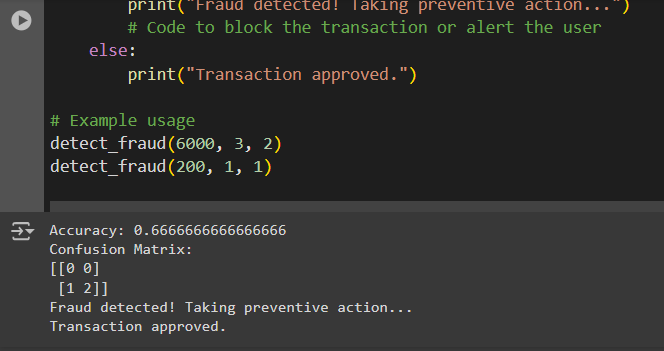 print("Fraud detected! Taking preventive action...")
# Code to block the transaction or alert the user
else:
print("Transaction approved.")
# Example usage
detect_fraud(6000, 3, 2)
detect_fraud(200, 1, 1)
Accuracy: 0.6666666666666666
Confusion Matrix:
[[0 0]
[1 2]]
Fraud detected! Taking preventive action...
Transaction approved.